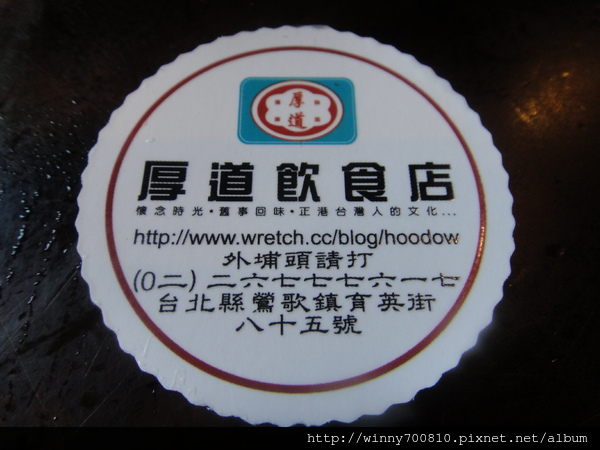 厚
道
厚道飲食店
懷念時光・舊事回味・正港台灣人的文化...
http://www.wretch.cc/blog/hoodow
外埔頭請打
(0二)二六七七七六一七
台北縣鶯歌鎮育英街
八十五號
http://winny700810.pixnet.net/album